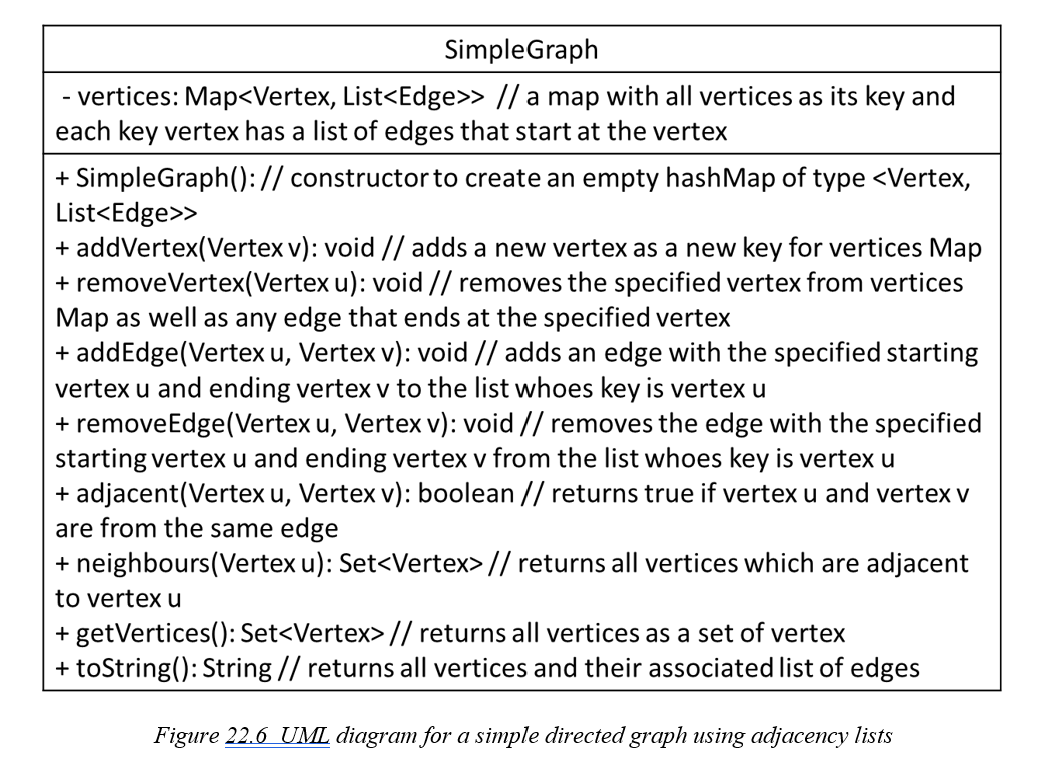 SimpleGraph
- vertices: Map<Vertex, List<Edge>> // a map with all vertices as its key and
each key vertex has a list of edges that start at the vertex
+ SimpleGraph(): // constructor to create an empty hashMap of type <Vertex,
List<Edge>>
+ addVertex(Vertex v): void // adds a new vertex as a new key for vertices Map
+ removeVertex(Vertex u): void // removes the specified vertex from vertices
Map as well as any edge that ends at the specified vertex
+ addEdge(Vertex u, Vertex v): void // adds an edge with the specified starting
vertex u and ending vertex v to the list whoes key is vertex u
+ removeEdge(Vertex u, Vertex v): void // removes the edge with the specified
starting vertex u and ending vertex v from the list whoes key is vertex u
+ adjacent(Vertex u, Vertex v): boolean // returns true if vertex u and vertex v
are from the same edge
+ neighbours(Vertex u): Set<Vertex> // returns all vertices which are adjacent
to vertex u
+ getVertices(): Set<Vertex> // returns all vertices as a set of vertex
+ toString(): String // returns all vertices and their associated list of edges
Figure 22.6 UML diagram for a simple directed graph using adjacency lists